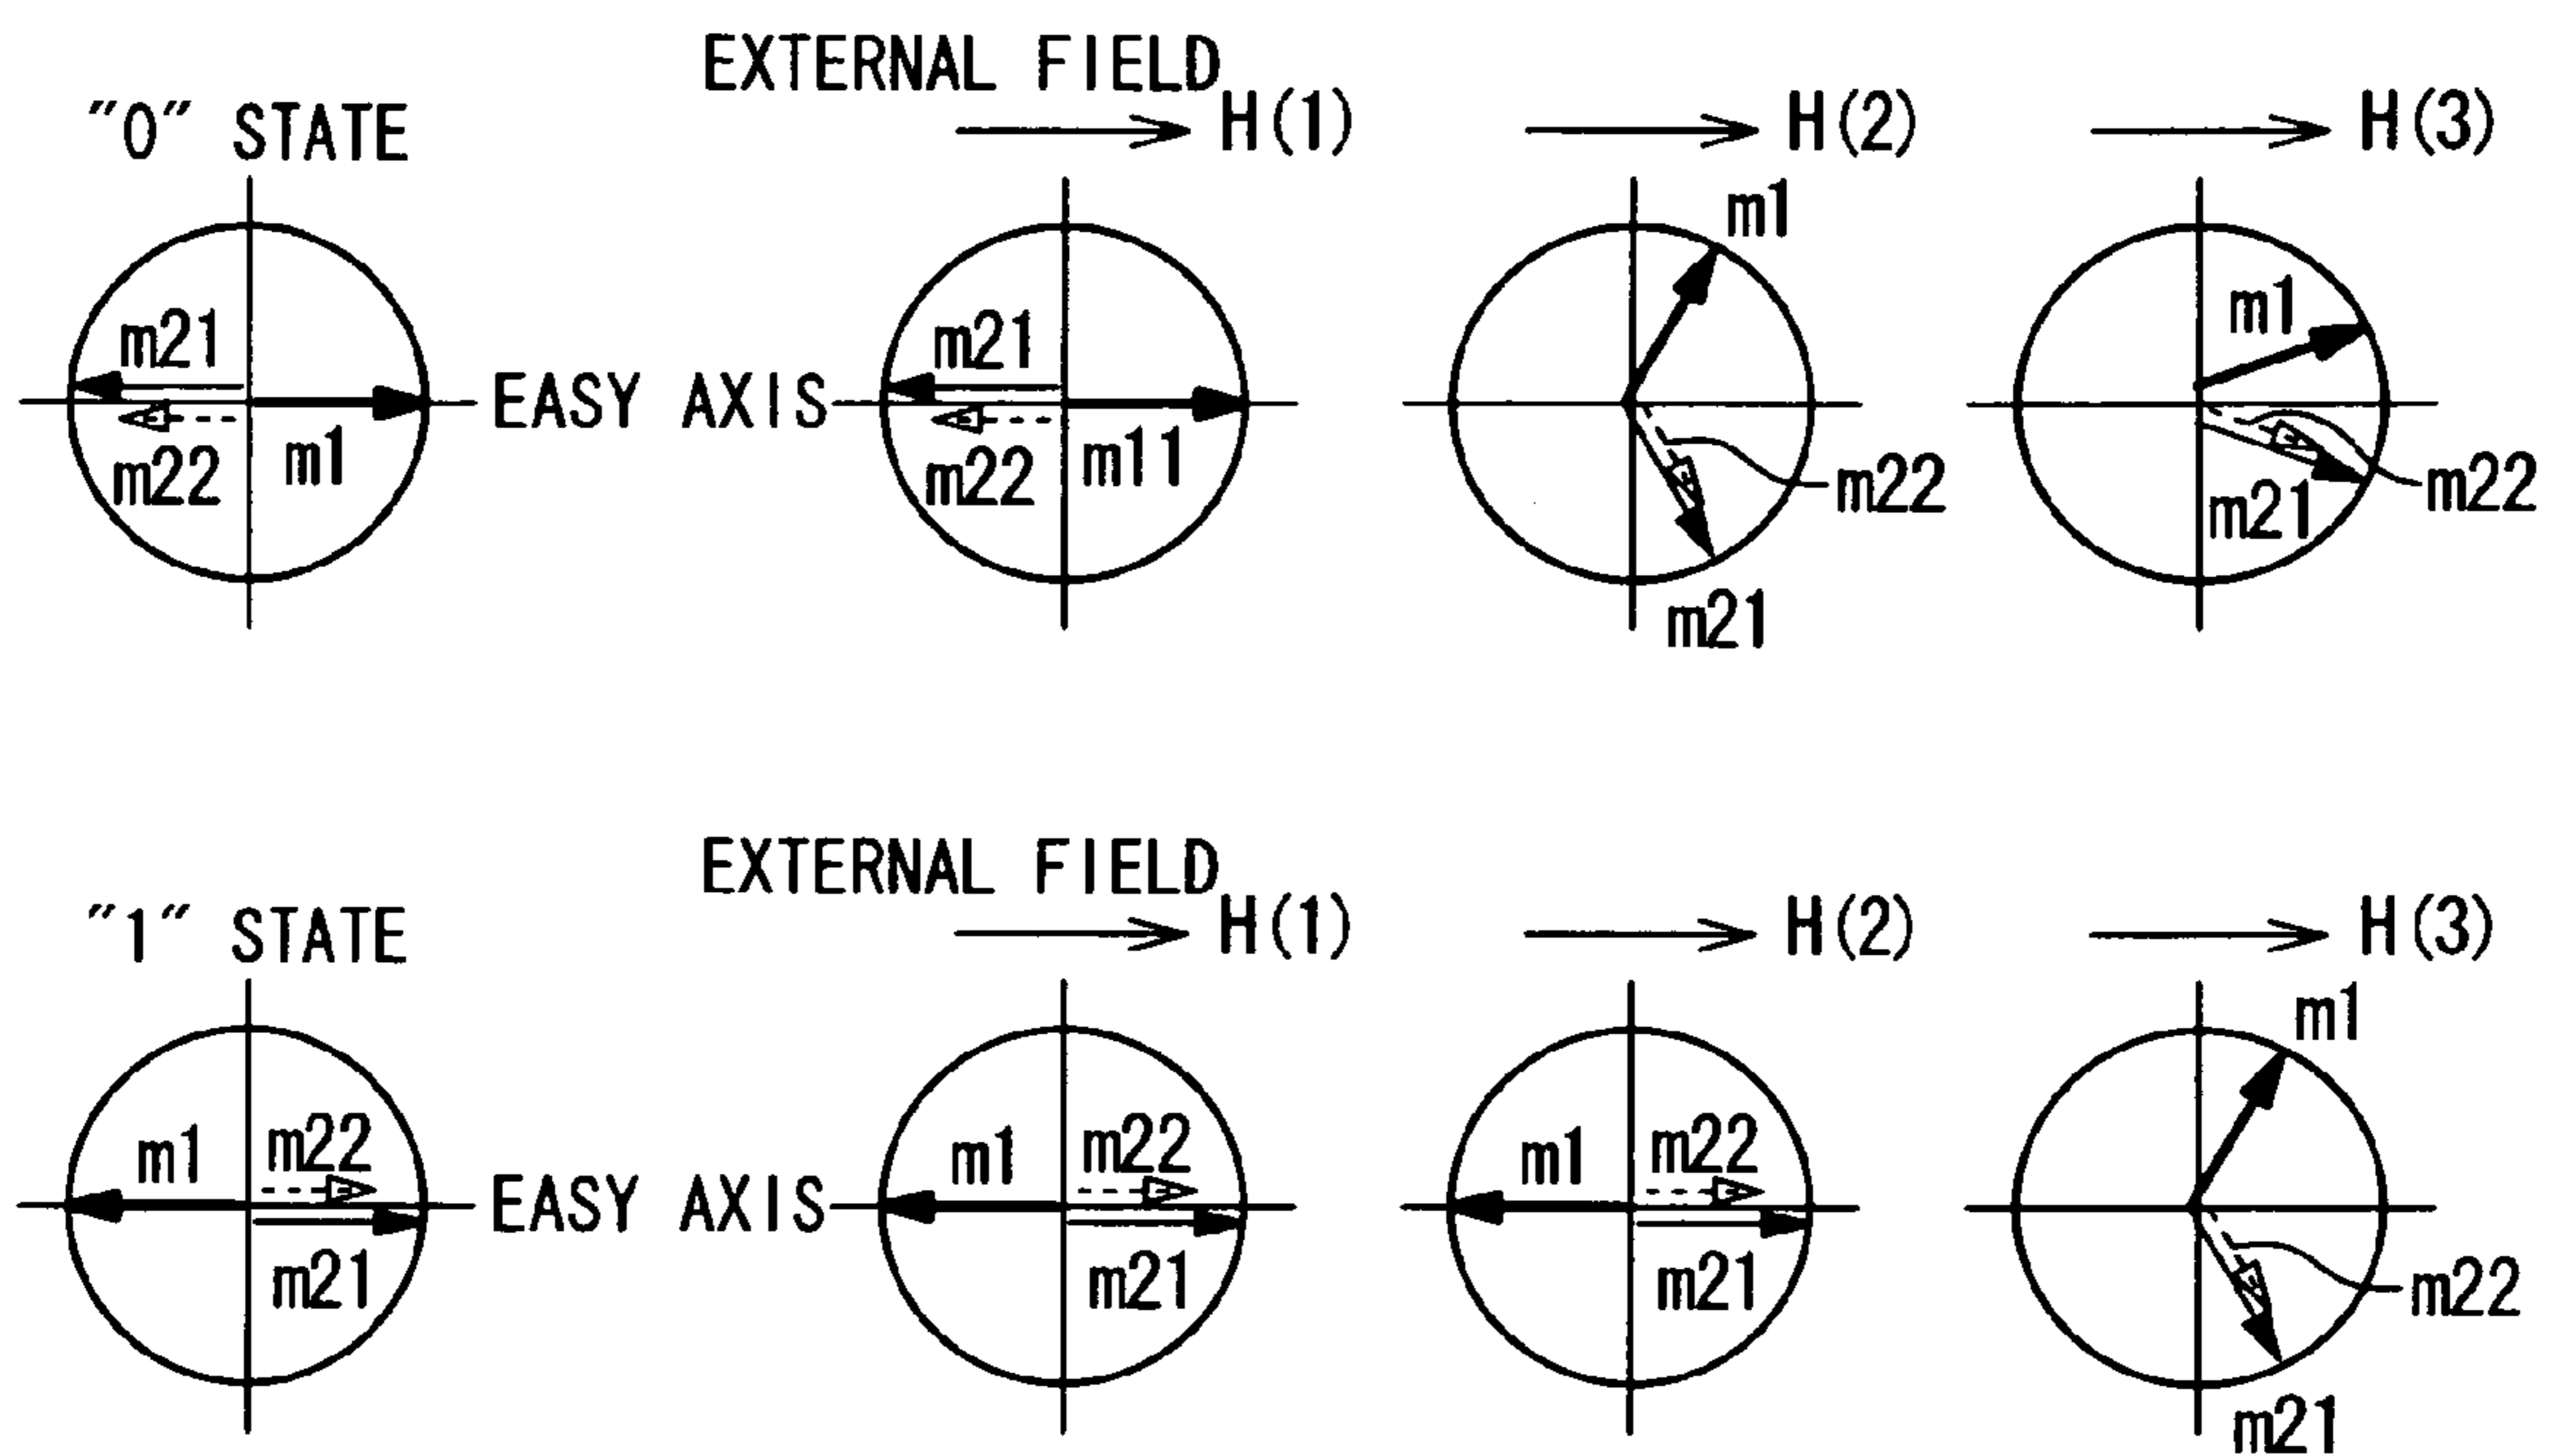 EXTERNAL FIELD
"0" STATE
H(1)
H(2)
H(3)
m21
m22
m1
EASY AXIS
m21
m22
m11
m1
m22
m21
m1
m21
m22
EXTERNAL FIELD
"1" STATE
H(1)
H(2)
H(3)
m1
m22
m21
EASY AXIS
m1
m22
m21
m1
m22
m21
m1
m22
m21